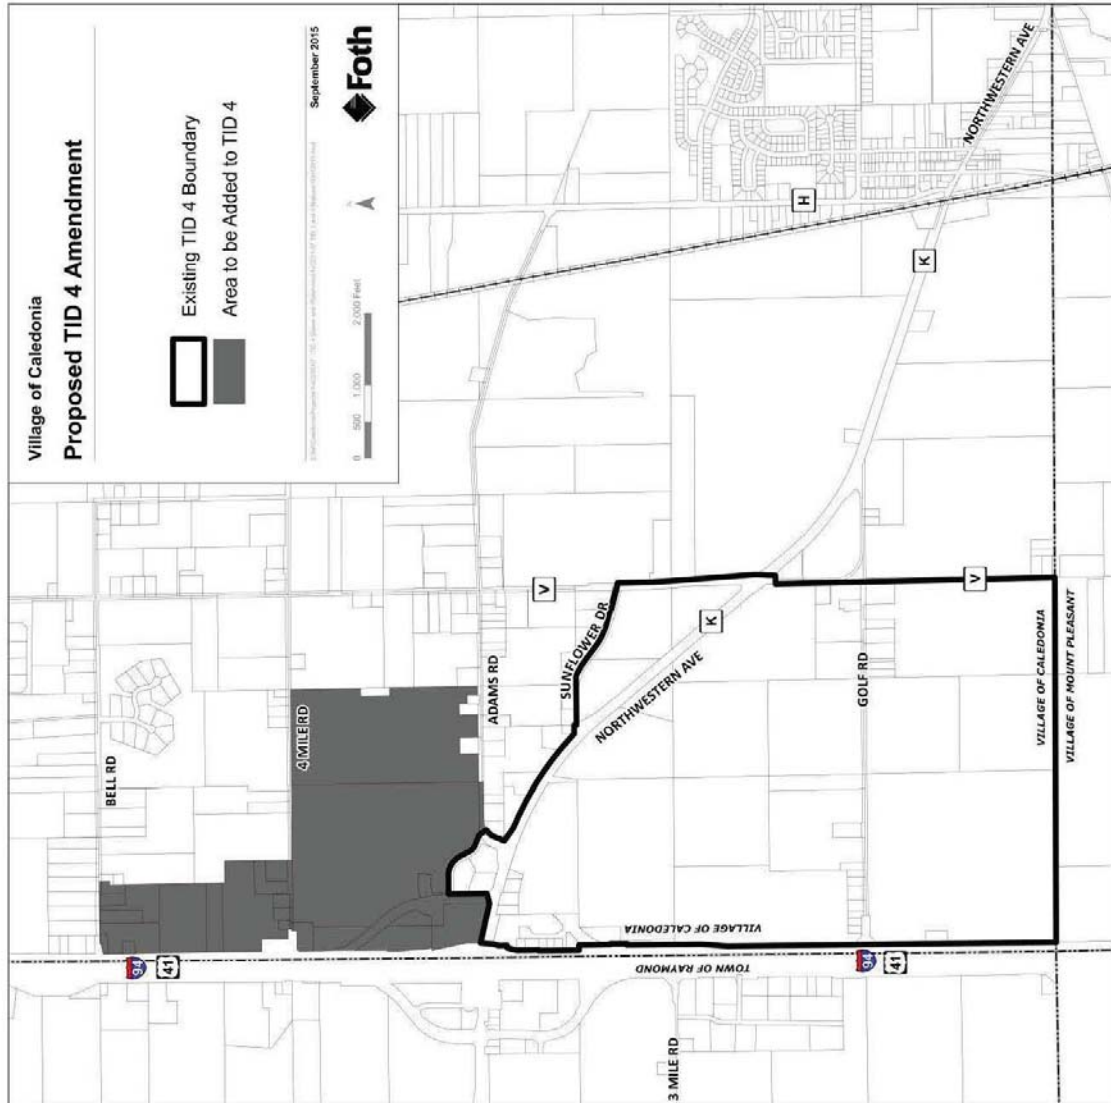 Village of Caledonia
Proposed TID 4 Amendment
Existing TID 4 Boundary
Area to be Added to TID 4
0 500 1,000 2,000 Feet
September 2015
Foth
BELL RD
4 MILE RD
ADAMS RD
V
SUNFLOWER DR
K
NORTHWESTERN AVE
GOLF RD
V
VILLAGE OF CALEDONIA
VILLAGE OF MOUNT PLEASANT
VILLAGE OF CALEDONIA
TOWN OF RAYMOND
94
41
94
41
3 MILE RD
H
K
NORTHWESTERN AVE